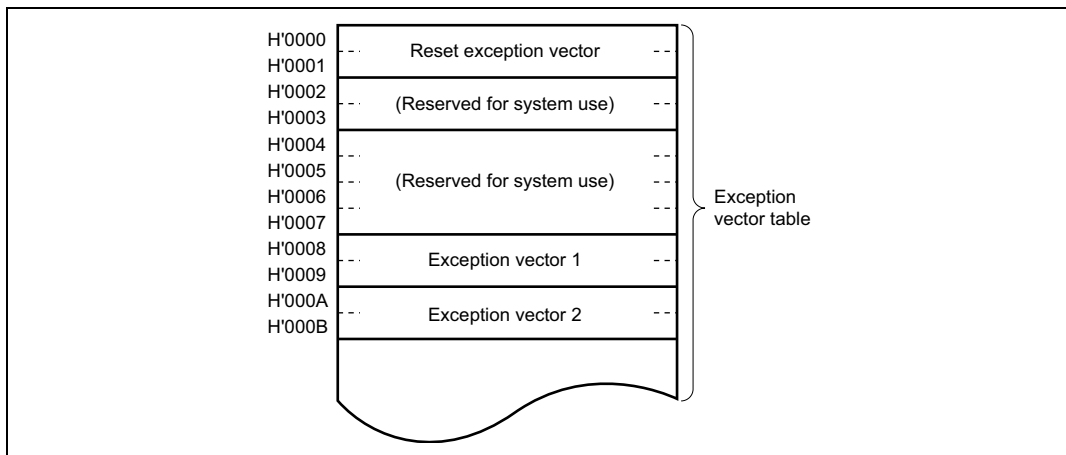 H'0000
Reset exception vector
H'0001
H'0002
(Reserved for system use)
H'0003
H'0004
H'0005
(Reserved for system use)
H'0006
H'0007
H'0008
Exception vector 1
H'0009
H'000A
Exception vector 2
H'000B
Exception
vector table